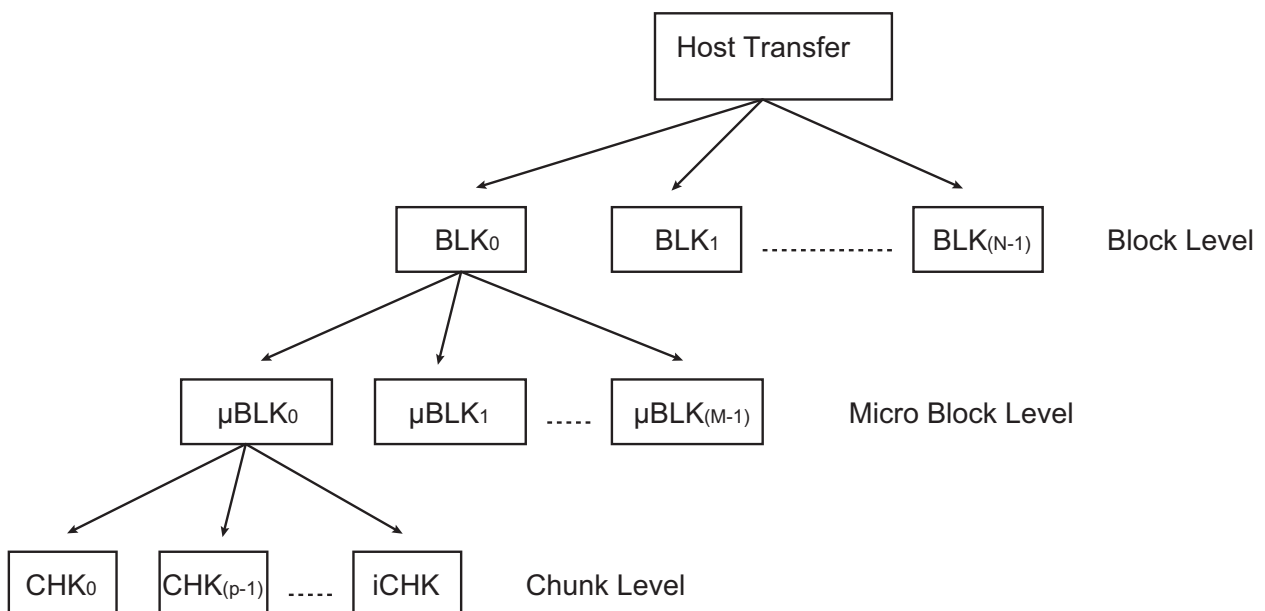 Host Transfer
BLK0 BLK1 BLK(N-1) Block Level
µBLK0 µBLK1 µBLK(M-1) Micro Block Level
CHK0 CHK(p-1) iCHK Chunk Level